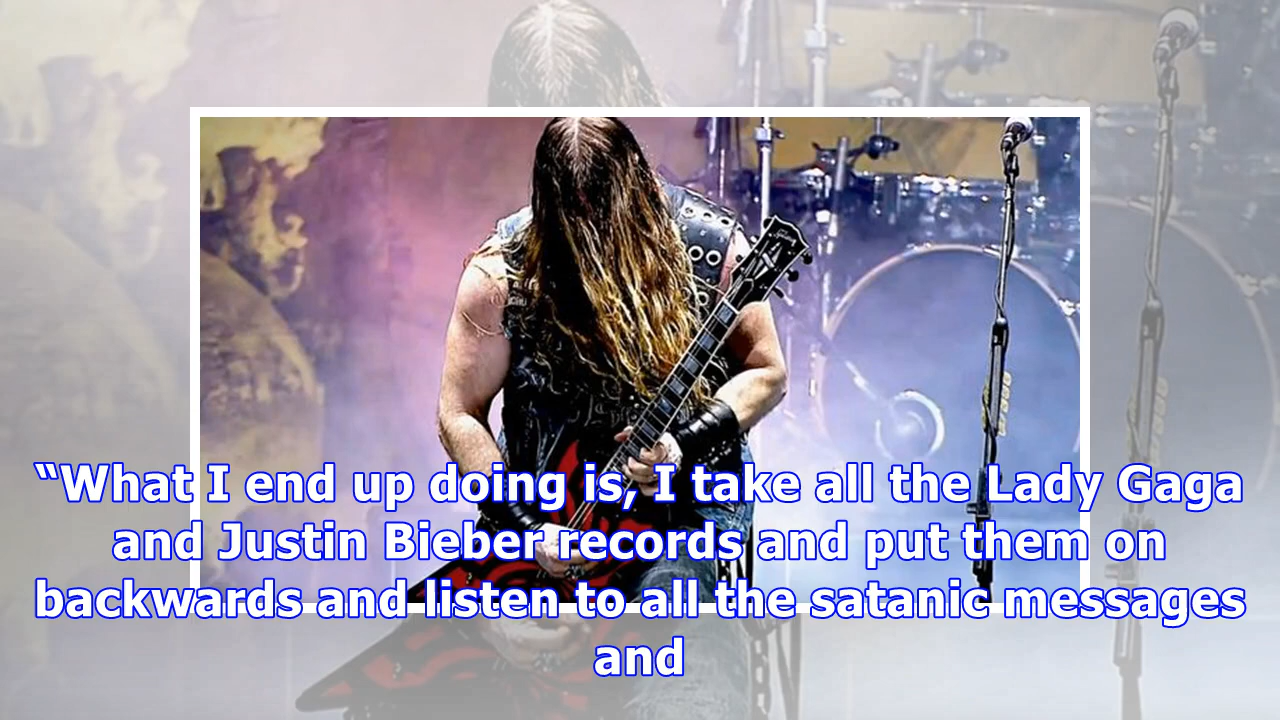 “What I end up doing is, I take all the Lady Gaga
and Justin Bieber records and put them on
backwards and listen to all the satanic messages
and